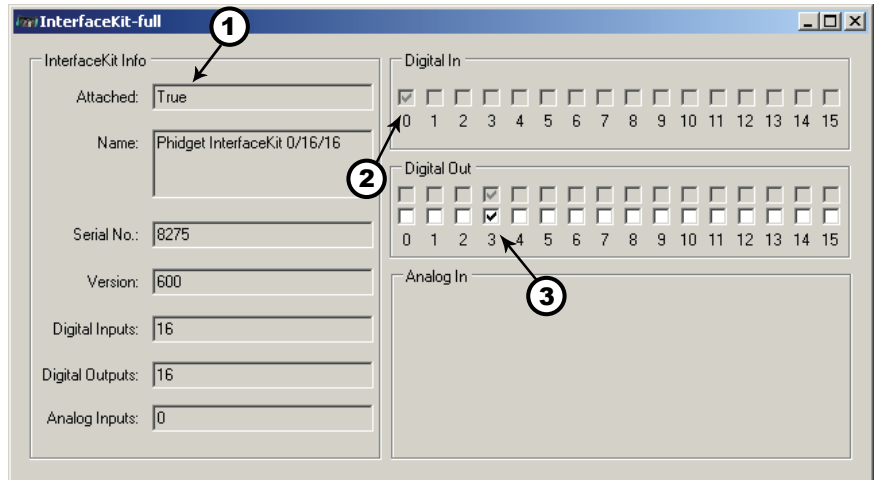 InterfaceKit-full
1
InterfaceKit Info
Attached: True
Name: Phidget InterfaceKit 0/16/16
Serial No.: 8275
Version: 600
Digital Inputs: 16
Digital Outputs: 16
Analog Inputs: 0
Digital In
0 1 2 3 4 5 6 7 8 9 10 11 12 13 14 15
2
Digital Out
0 1 2 3 4 5 6 7 8 9 10 11 12 13 14 15
3
Analog In